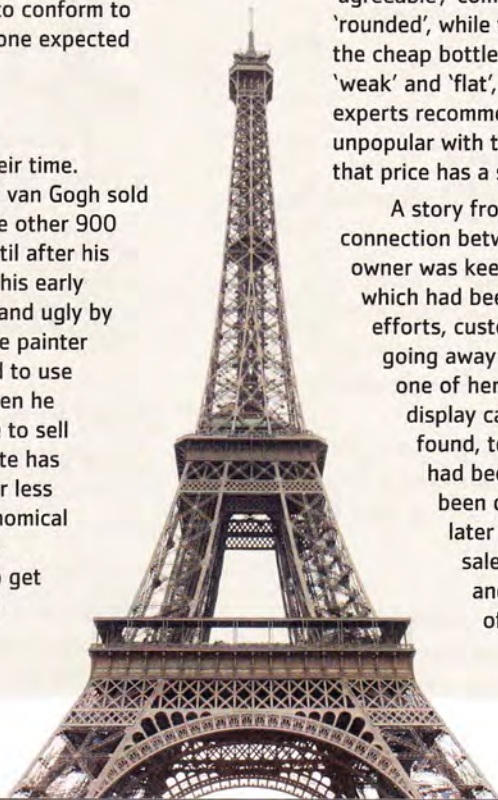 to conform to
one expected
eir time.
van Gogh sold
e other 900
til after his
his early
and ugly by
e painter
l to use
en he
to sell
te has
r less
nomical
get
'rounded', while
the cheap bottle
'weak' and 'flat',
experts recomme
unpopular with t
that price has a s
A story fro
connection betw
owner was kee
which had bee
efforts, custo
going away
one of her
display ca
found, to
had bee
been c
later
sale
and
of